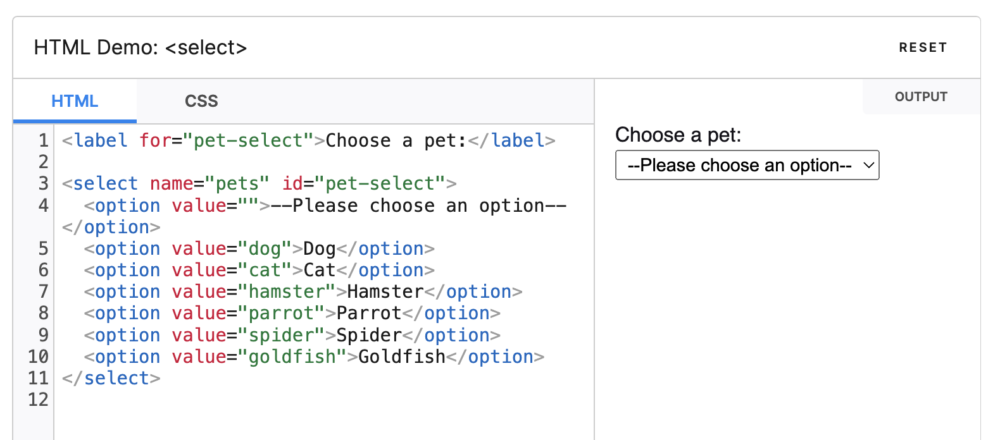 HTML Demo: <select>
RESET
HTML
CSS
OUTPUT
1 <label for="pet-select">Choose a pet:</label>
2
3 <select name="pets" id="pet-select">
4   <option value="">--Please choose an option--
</option>
5   <option value="dog">Dog</option>
6   <option value="cat">Cat</option>
7   <option value="hamster">Hamster</option>
8   <option value="parrot">Parrot</option>
9   <option value="spider">Spider</option>
10   <option value="goldfish">Goldfish</option>
11 </select>
12
Choose a pet:
--Please choose an option--